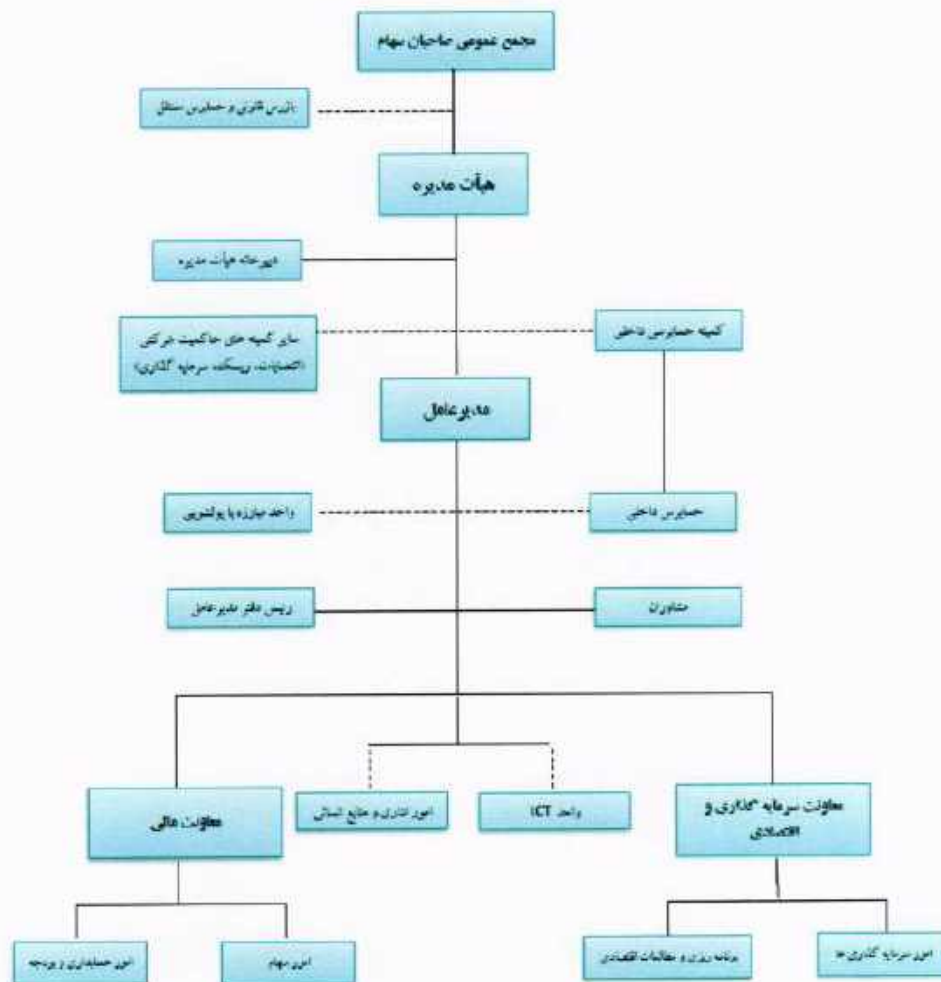 مجمع عمومی صاحبان سهام
بازرس قانونی و حسابرس مستقل
هیأت مدیره
دبیرخانه هیأت مدیره
کمیته حسابرسی داخلی
سایر کمیته های حاکمیت شرکتی
(انتصابات، ریسک، سرمایه گذاری)
مدیرعامل
حسابرس داخلی
واحد مبارزه با پولشویی
مشاوران
رییس دفتر مدیرعامل
معاونت سرمایه گذاری و
اقتصادی
واحد ICT
امور اداری و منابع انسانی
معاونت مالی
امور سرمایه گذاری ها
برنامه ریزی و مطالعات اقتصادی
امور سهام
امور حسابداری و بودجه